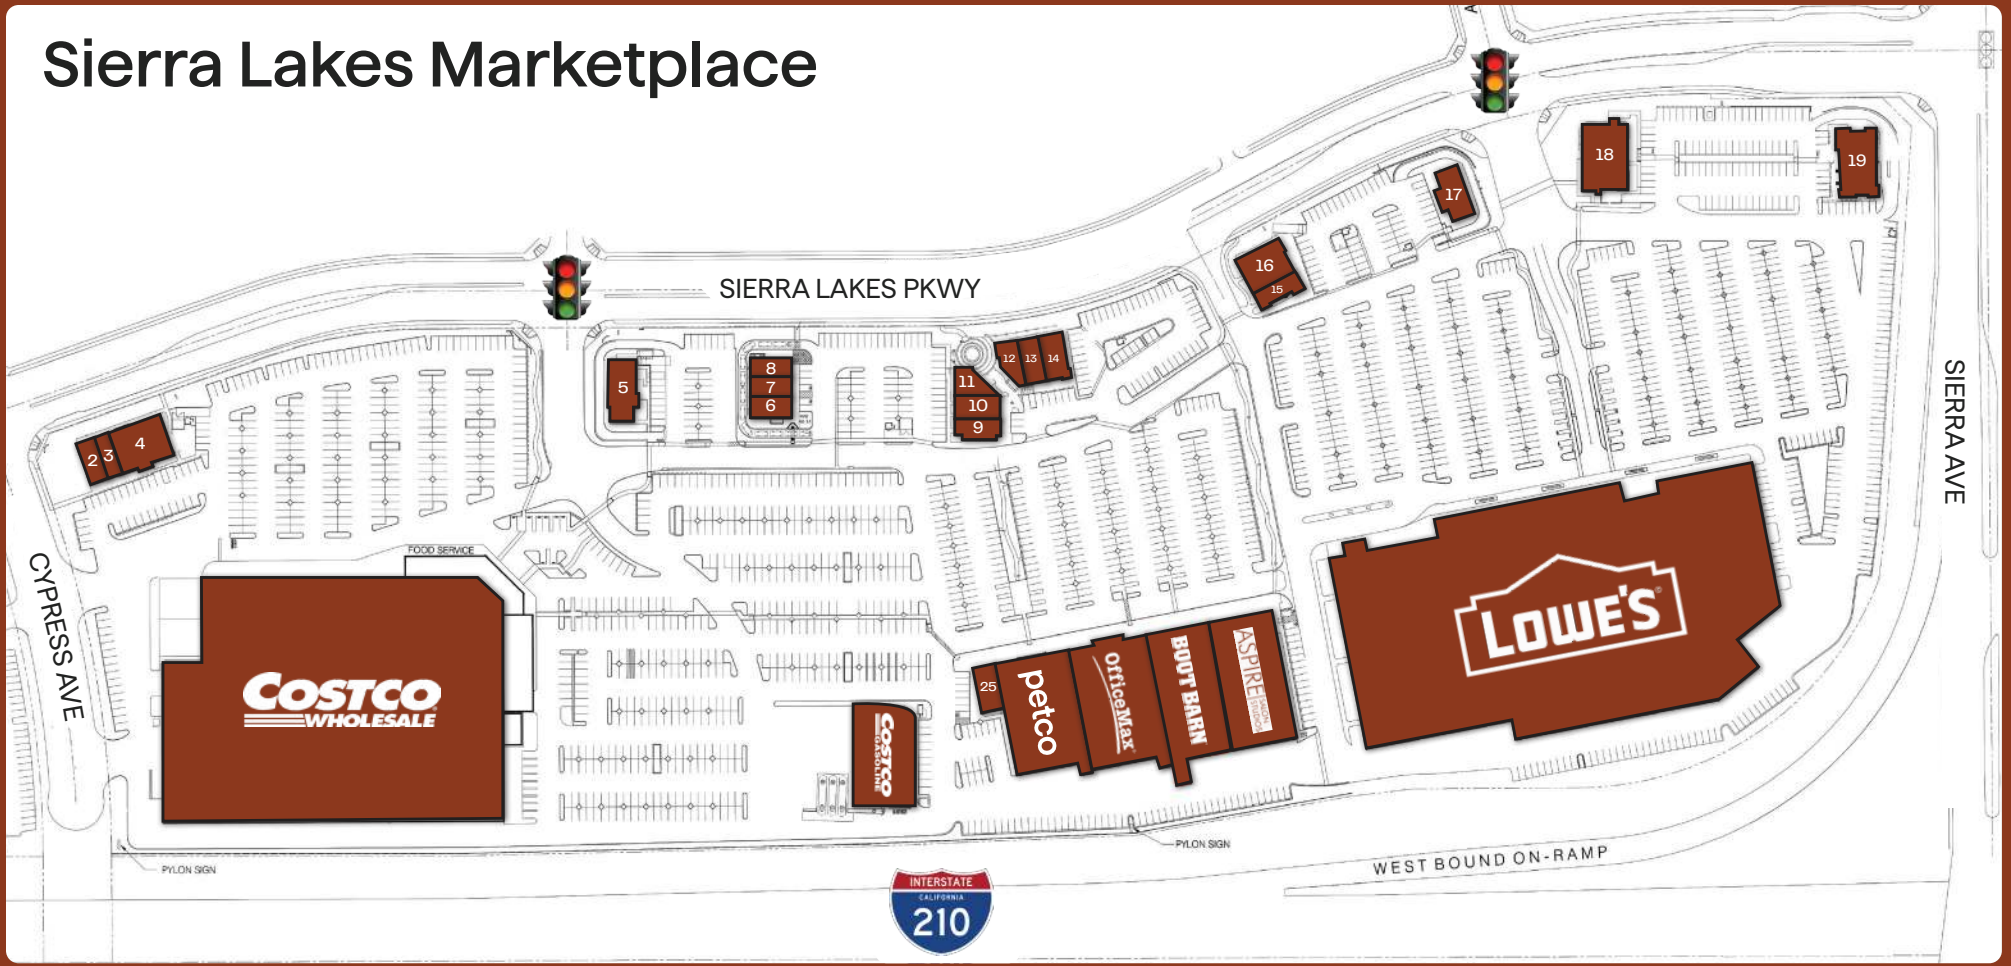 Sierra Lakes Marketplace
SIERRA LAKES PKWY
18
19
17
16
15
SIERRA AVE
12
13
14
11
10
9
8
7
6
5
4
3
2
CYPRESS AVE
FOOD SERVICE
COSTCO
WHOLESALE
COSTCO
GASOLINE
25
petco
OfficeMax
BOOT BARN
ASPIRE SALON STUDIOS
LOWE'S
PYLON SIGN
PYLON SIGN
WEST BOUND ON-RAMP
INTERSTATE
CALIFORNIA
210